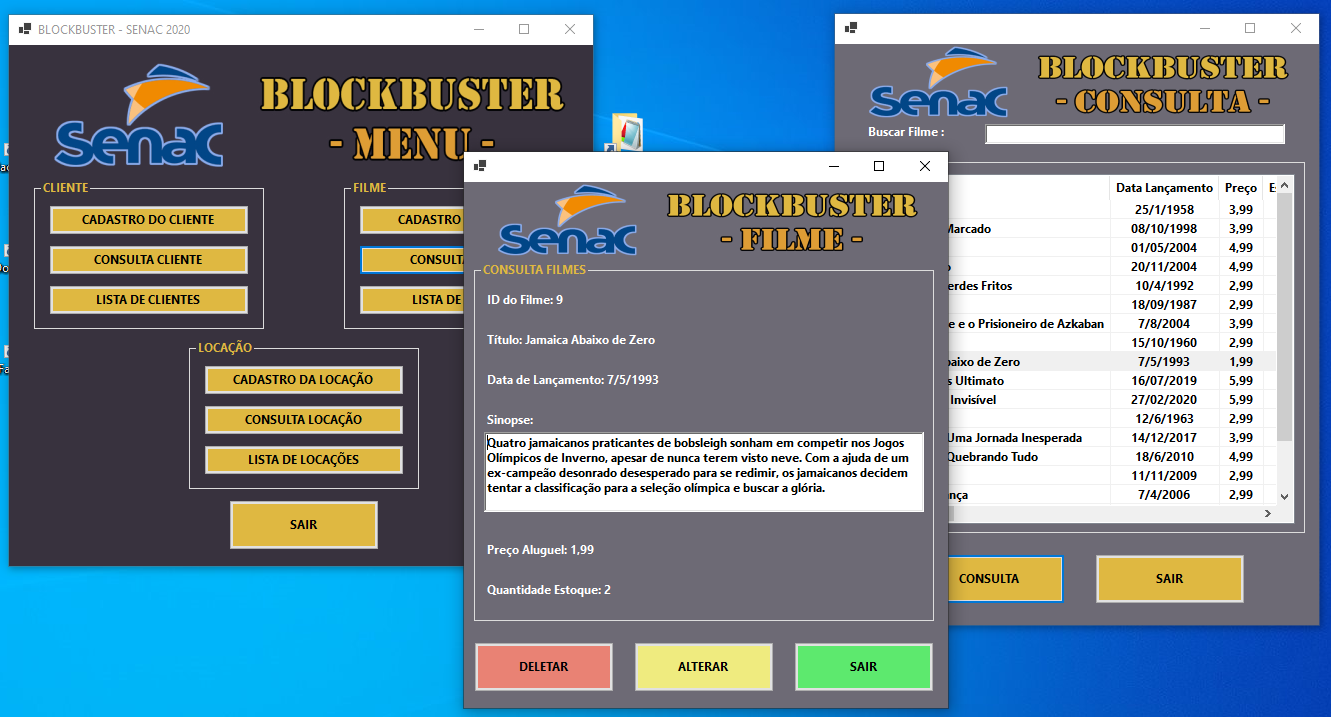 BLOCKBUSTER - SENAC 2020
Senac
BLOCKBUSTER
- MENU -
CLIENTE
CADASTRO DO CLIENTE
CONSULTA CLIENTE
LISTA DE CLIENTES
FILME
CADASTRO
CONSULTA
LISTA DE
LOCAÇÃO
CADASTRO DA LOCAÇÃO
CONSULTA LOCAÇÃO
LISTA DE LOCAÇÕES
SAIR
Senac
BLOCKBUSTER
- FILME -
CONSULTA FILMES
ID do Filme: 9
Título: Jamaica Abaixo de Zero
Data de Lançamento: 7/5/1993
Sinopse:
Quatro jamaicanos praticantes de bobsleigh sonham em competir nos Jogos
Olímpicos de Inverno, apesar de nunca terem visto neve. Com a ajuda de um
ex-campeão desonrado desesperado para se redimir, os jamaicanos decidem
tentar a classificação para a seleção olímpica e buscar a glória.
Preço Aluguel: 1,99
Quantidade Estoque: 2
DELETAR
ALTERAR
SAIR
Senac
BLOCKBUSTER
- CONSULTA -
Buscar Filme :
Data Lançamento Preço E
25/1/1958 3,99
Marcado 08/10/1998 3,99
01/05/2004 4,99
o 20/11/2004 4,99
erdes Fritos 10/4/1992 2,99
18/09/1987 2,99
e e o Prisioneiro de Azkaban 7/8/2004 3,99
15/10/1960 2,99
baixo de Zero 7/5/1993 1,99
s Ultimato 16/07/2019 5,99
Invisível 27/02/2020 5,99
12/6/1963 2,99
Uma Jornada Inesperada 14/12/2017 3,99
Quebrando Tudo 18/6/2010 4,99
11/11/2009 2,99
nça 7/4/2006 2,99
CONSULTA
SAIR